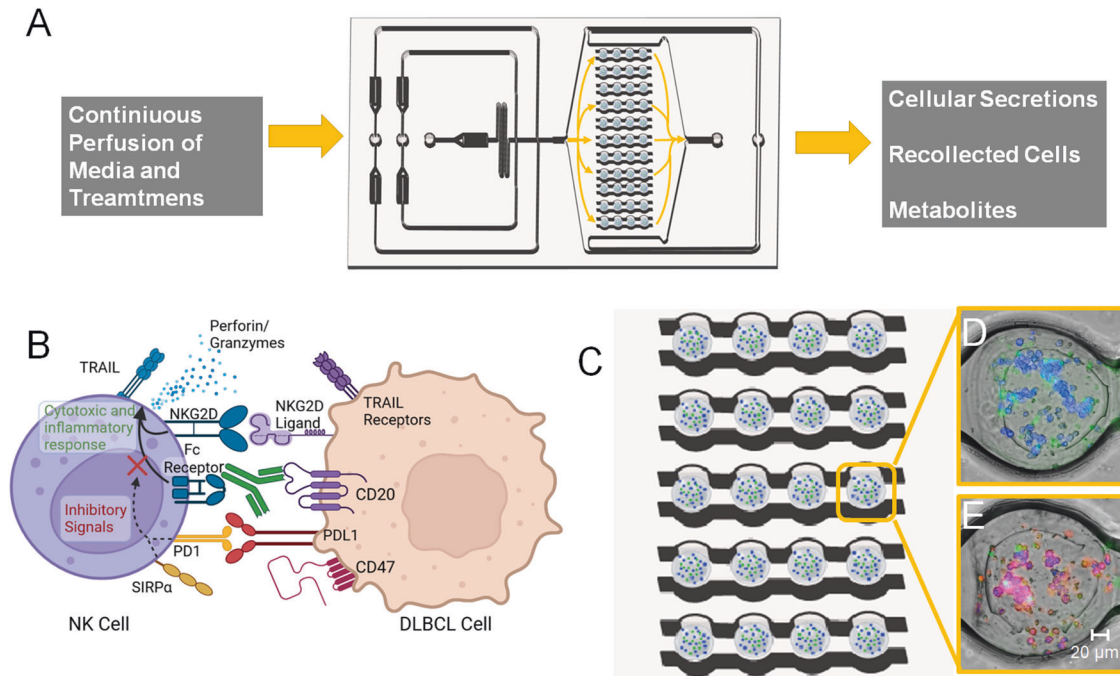 A
Continiuous
Perfusion of
Media and
Treamtmens
Cellular Secretions
Recollected Cells
Metabolites
B
Perforin/
Granzymes
TRAIL
Cytotoxic and
inflammatory
response
NKG2D
NKG2D
Ligand
TRAIL
Receptors
Fc
Receptor
CD20
Inhibitory
Signals
PD1
PDL1
SIRPα
CD47
NK Cell
DLBCL Cell
C
D
E
20 μm